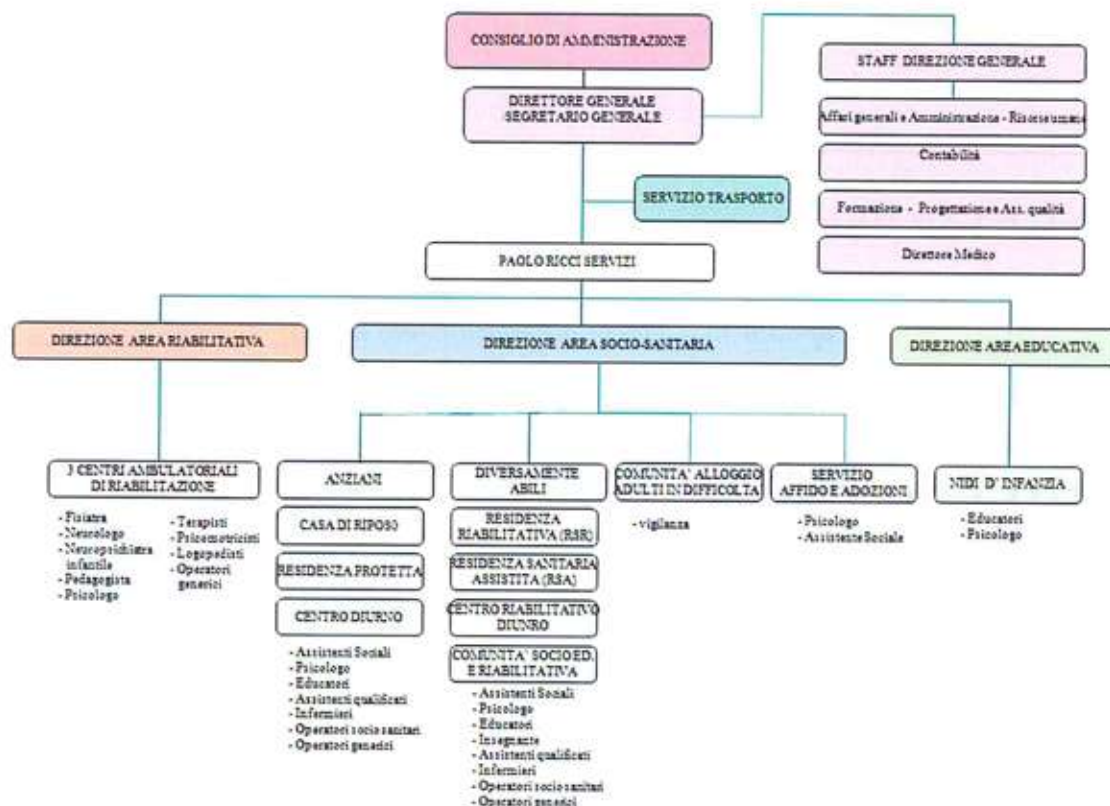 CONSIGLIO DI AMMINISTRAZIONE
DIRETTORE GENERALE
SEGRETARIO GENERALE
STAFF DIREZIONE GENERALE
Affari generali e Amministrazione - Risorse umane
Contabilità
Formazione - Progettazione e Ass. qualità
Direttore Medico
SERVIZIO TRASPORTO
PAOLO RICCI SERVIZI
DIREZIONE AREA RIABILITATIVA
DIREZIONE AREA SOCIO-SANITARIA
DIREZIONE AREA EDUCATIVA
3 CENTRI AMBULATORIALI
DI RIABILITAZIONE
- Fisiatra
- Neurologo
- Neuropsichiatra
infantile
- Pedagogista
- Psicologo
- Terapisti
- Psicomotricisti
- Logopedisti
- Operatori
generici
ANZIANI
CASA DI RIPOSO
RESIDENZA PROTETTA
CENTRO DIURNO
- Assistenti Sociali
- Psicologo
- Educatori
- Assistenti qualificati
- Infermieri
- Operatori socio sanitari
- Operatori generici
DIVERSAMENTE
ABILI
RESIDENZA
RIABILITATIVA (RSR)
RESIDENZA SANITARIA
ASSISTITA (RSA)
CENTRO RIABILITATIVO
DIUNRO
COMUNITA' SOCIO ED.
E RIABILITATIVA
- Assistenti Sociali
- Psicologo
- Educatori
- Insegnante
- Assistenti qualificati
- Infermieri
- Operatori socio sanitari
- Operatori generici
COMUNITA' ALLOGGIO
ADULTI IN DIFFICOLTA
- vigilanza
SERVIZIO
AFFIDO E ADOZIONI
- Psicologo
- Assistente Sociale
NIDI D' INFANZIA
- Educatori
- Psicologo